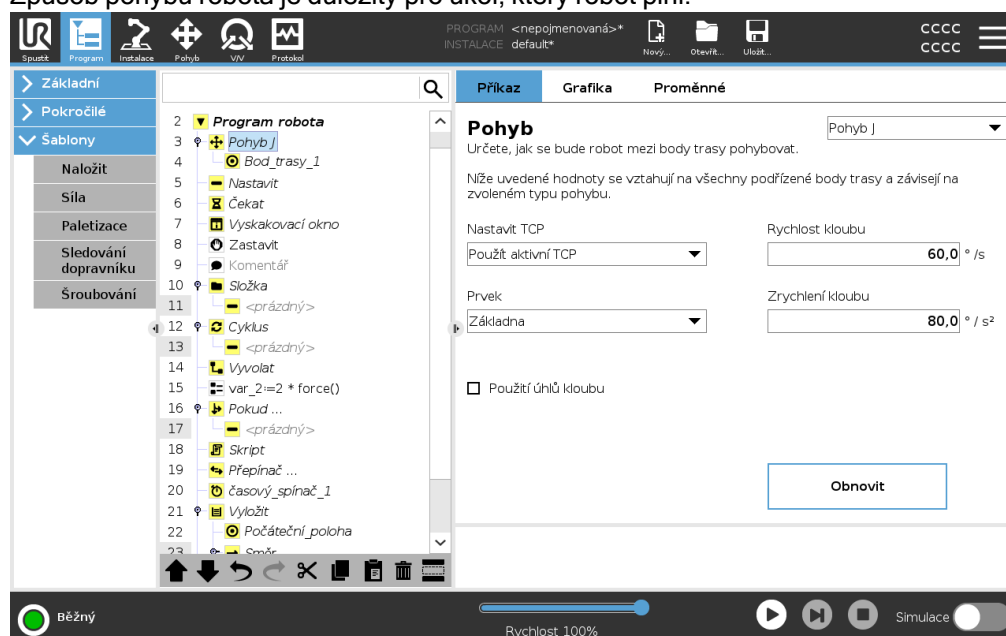 Způsob pohybu robota je důležitý pro úkol, který robot plní.
UR
Spustit
Program
Instalace
Pohyb
V/V
Protokol
PROGRAM <nepojmenovaná>*
INSTALACE default*
Nový...
Otevřít...
Uložit...
CCCC
CCCC
Základní
Pokročilé
Šablony
Naložit
Síla
Paletizace
Sledování
dopravníku
Šroubování
2 Program robota
3 Pohyb J
4 Bod_trasy_1
5 Nastavit
6 Čekat
7 Vyskakovací okno
8 Zastavit
9 Komentář
10 Složka
11 <prázdný>
12 Cyklus
13 <prázdný>
14 Vyvolat
15 var_2:=2 * force()
16 Pokud ...
17 <prázdný>
18 Skript
19 Přepínač ...
20 časový_spínač_1
21 Vyložit
22 Počáteční_poloha
23 Směr
Příkaz
Grafika
Proměnné
Pohyb
Pohyb J
Určete, jak se bude robot mezi body trasy pohybovat.
Níže uvedené hodnoty se vztahují na všechny podřízené body trasy a závisejí na
zvoleném typu pohybu.
Nastavit TCP
Rychlost kloubu
Použít aktivní TCP
60,0 °/s
Prvek
Zrychlení kloubu
Základna
80,0 °/ s²
Použití úhlů kloubu
Obnovit
Běžný
Rychlost 100%
Simulace